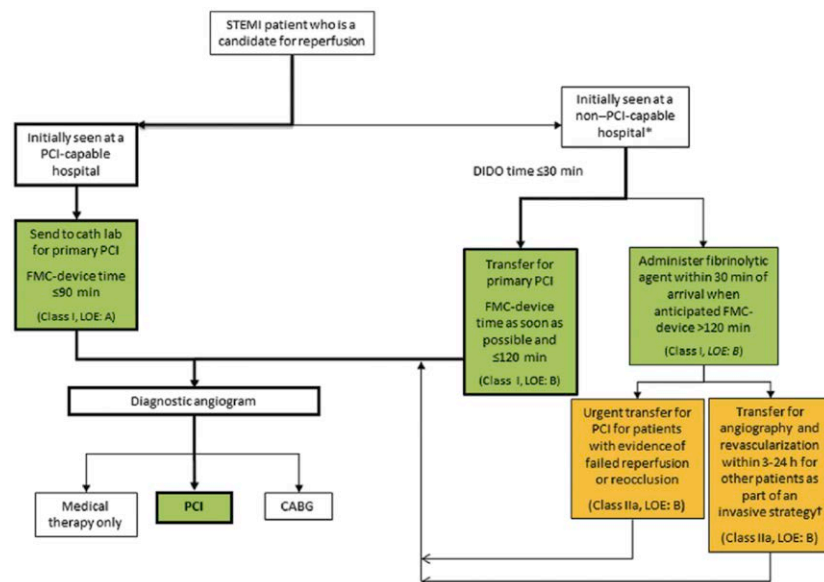 STEMI patient who is a
candidate for reperfusion
Initially seen at a
PCI-capable
hospital
Initially seen at a
non–PCI-capable
hospital*
DIDO time ≤30 min
Send to cath lab
for primary PCI
FMC-device time
≤90 min
(Class I, LOE: A)
Transfer for
primary PCI
FMC-device
time as soon as
possible and
≤120 min
(Class I, LOE: B)
Administer fibrinolytic
agent within 30 min of
arrival when
anticipated FMC-
device >120 min
(Class I, LOE: B)
Diagnostic angiogram
Urgent transfer for
PCI for patients
with evidence of
failed reperfusion
or reocclusion
(Class IIa, LOE: B)
Transfer for
angiography and
revascularization
within 3-24 h for
other patients as
part of an
invasive strategy†
(Class IIa, LOE: B)
Medical
therapy only
PCI
CABG